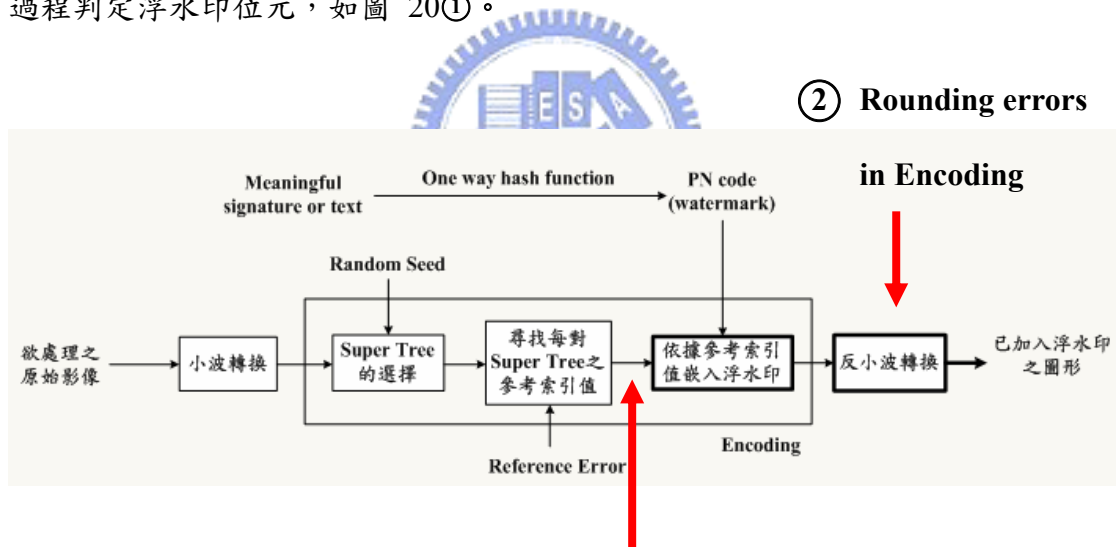 過程判定浮水印位元,如圖 20①。
② Rounding errors
in Encoding
Meaningful
signature or text
One way hash function
PN code
(watermark)
Random Seed
欲處理之
原始影像
小波轉換
Super Tree
的選擇
尋找每對
Super Tree之
參考索引值
依據參考索引
值嵌入浮水印
反小波轉換
已加入浮水印
之圖形
Encoding
Reference Error
E S A